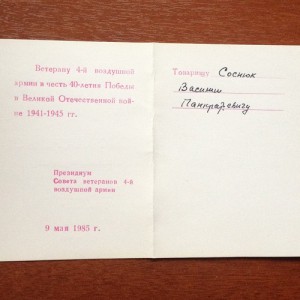 Ветерану 4-й воздушной
армии в честь 40-летия Победы
в Великой Отечественной вой-
не 1941-1945 гг.
Президиум
Совета ветеранов 4-й
воздушной армии
9 мая 1985 г.
Товарищу Соснюк
Василию
Панкратьевичу